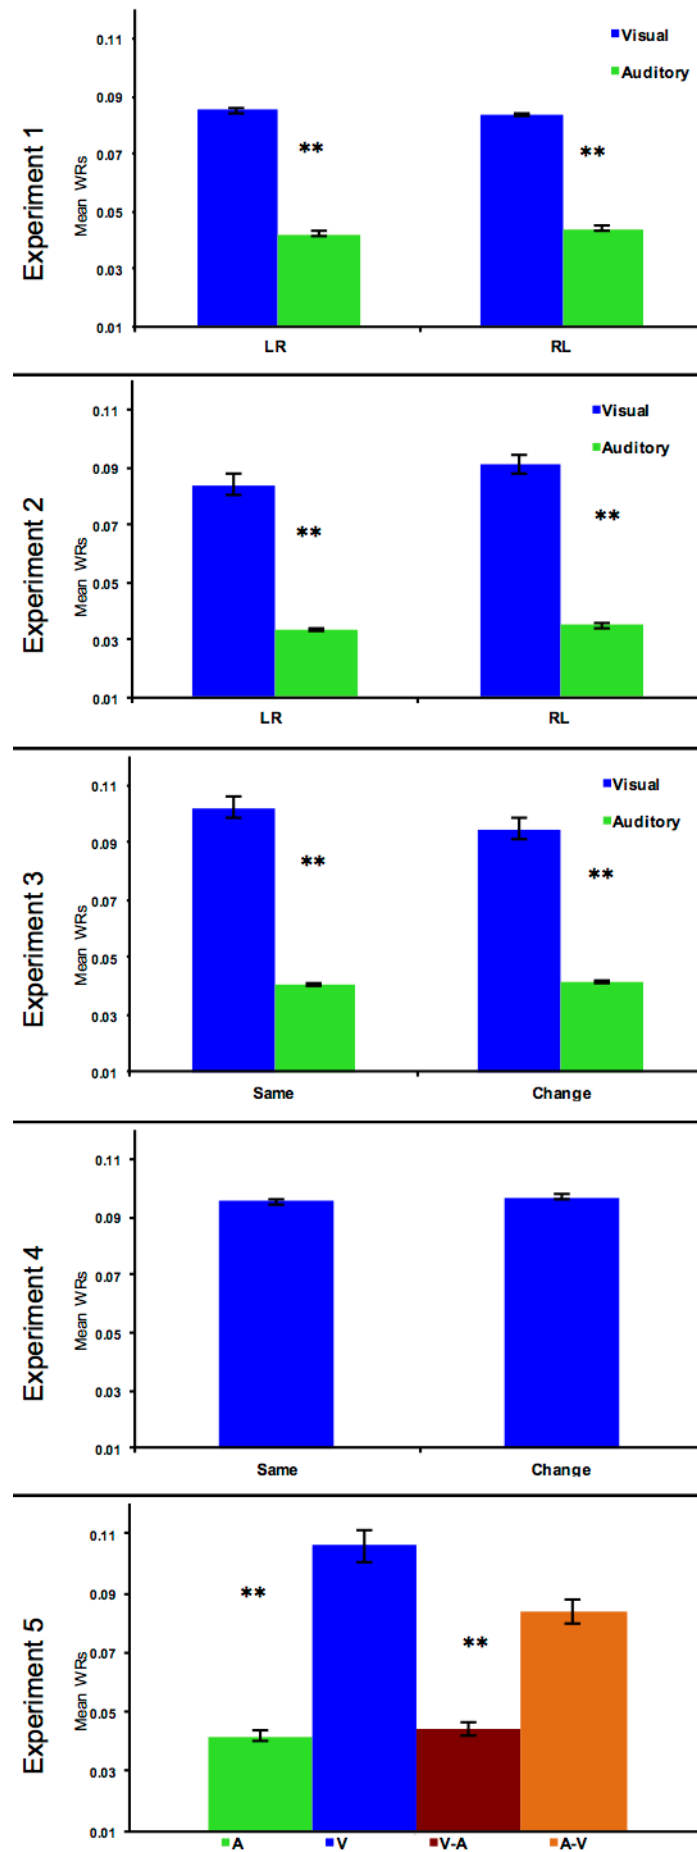 Experiment 1
Mean WRs
0.11
0.09
0.07
0.05
0.03
0.01
Visual
Auditory
**
**
LR
RL
Experiment 2
Mean WRs
0.11
0.09
0.07
0.05
0.03
0.01
Visual
Auditory
**
**
LR
RL
Experiment 3
Mean WRs
0.11
0.09
0.07
0.05
0.03
0.01
Visual
Auditory
**
**
Same
Change
Experiment 4
Mean WRs
0.11
0.09
0.07
0.05
0.03
0.01
Same
Change
Experiment 5
Mean WRs
0.11
0.09
0.07
0.05
0.03
0.01
**
**
A
V
V-A
A-V